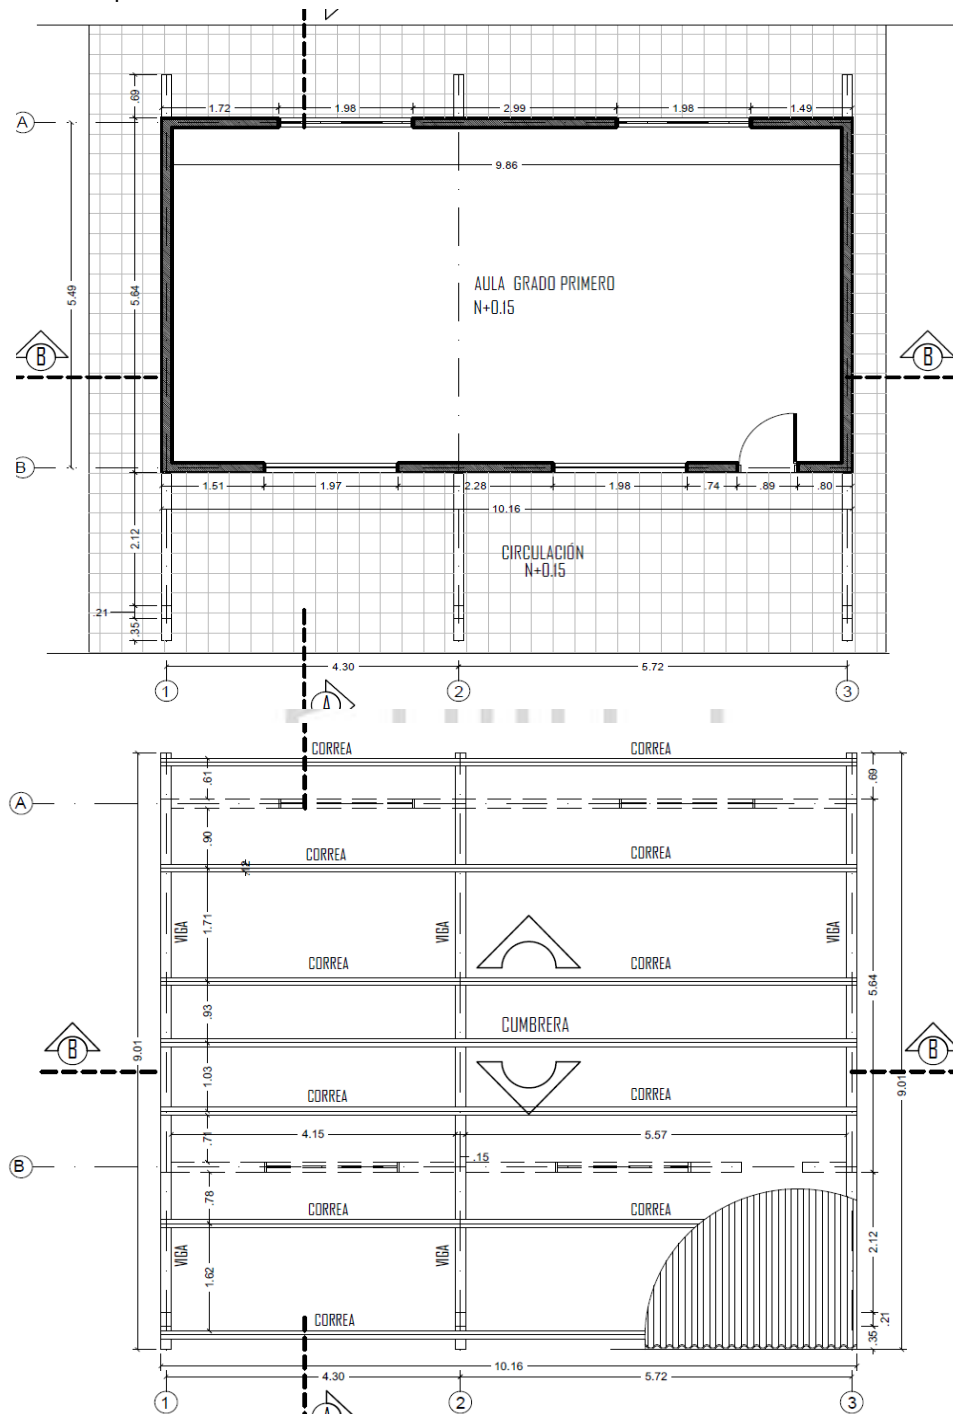 .69
1.72 1.98 2.99 1.98 1.49
A
9.86
5.49
5.64
AULA GRADO PRIMERO
N+0.15
B B
B
1.51 1.97 2.28 1.98 .74 .89 .80
10.16
2.12
CIRCULACIÓN
N+0.15
.21
.35
4.30 5.72
1 2 3
A
CORREA CORREA
.61 .69
A
.90
CORREA CORREA
.12
VIGA 1.71 VIGA VIGA
CORREA CORREA
5.64
.93
CUMBRERA
B B
9.01 1.03 9.01
CORREA CORREA
.71 4.15 5.57
B .15
.78
CORREA CORREA
VIGA 1.62 VIGA 2.12
CORREA .21
.35
10.16
4.30 5.72
1 2 3
A